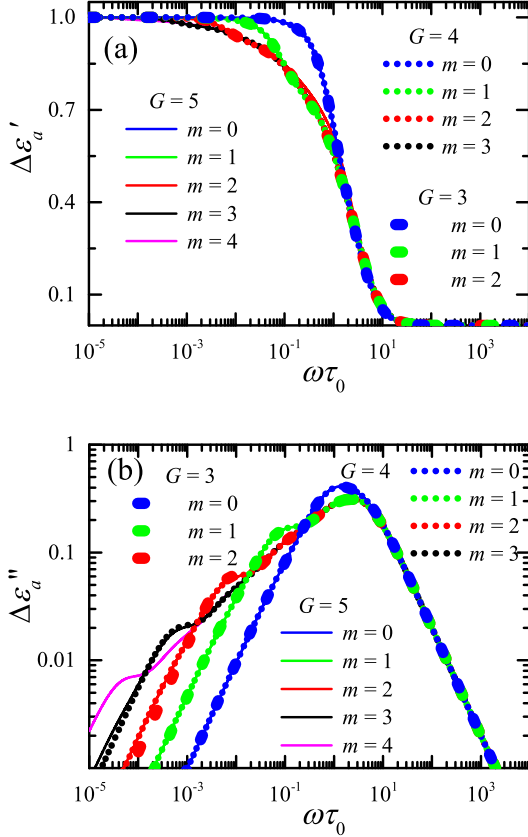 (a)
Δε_a'
1.0
0.7
0.4
0.1
G = 5
m = 0
m = 1
m = 2
m = 3
m = 4
G = 4
m = 0
m = 1
m = 2
m = 3
G = 3
m = 0
m = 1
m = 2
10^-5 10^-3 10^-1 10^1 10^3
ωτ_0
(b)
Δε_a''
1
0.1
0.01
G = 3
m = 0
m = 1
m = 2
G = 4
m = 0
m = 1
m = 2
m = 3
G = 5
m = 0
m = 1
m = 2
m = 3
m = 4
10^-5 10^-3 10^-1 10^1 10^3
ωτ_0